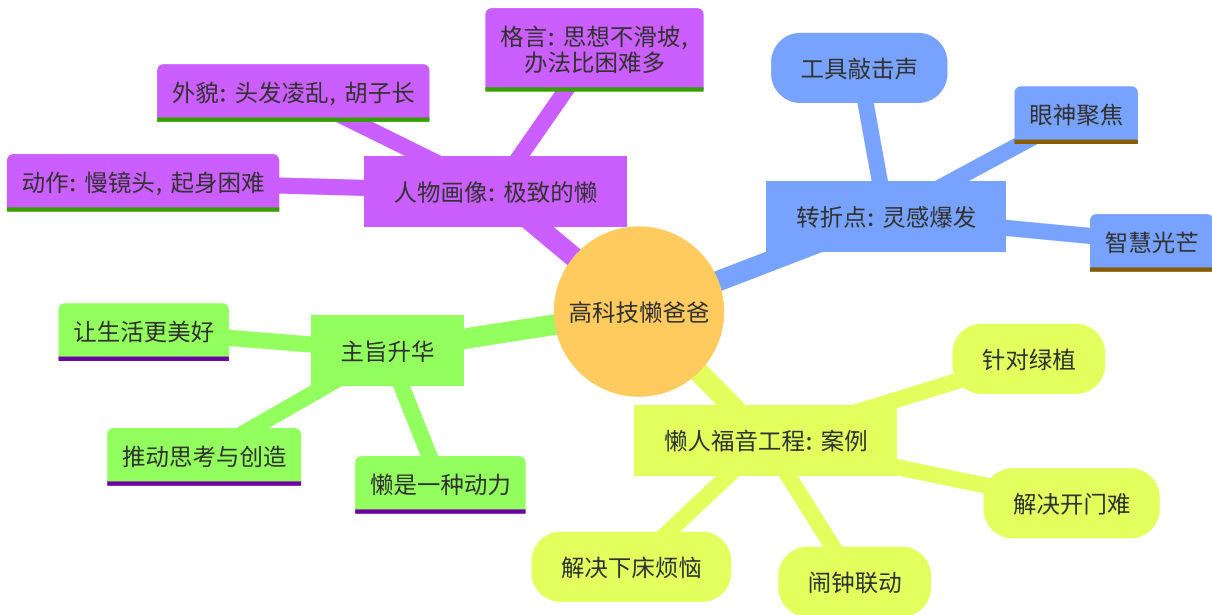 格言: 思想不滑坡,
办法比困难多
外貌: 头发凌乱, 胡子长
动作: 慢镜头, 起身困难
人物画像: 极致的懒
工具敲击声
眼神聚焦
转折点: 灵感爆发
智慧光芒
高科技懒爸爸
让生活更美好
主旨升华
推动思考与创造
懒是一种动力
针对绿植
懒人福音工程: 案例
解决开门难
解决下床烦恼
闹钟联动